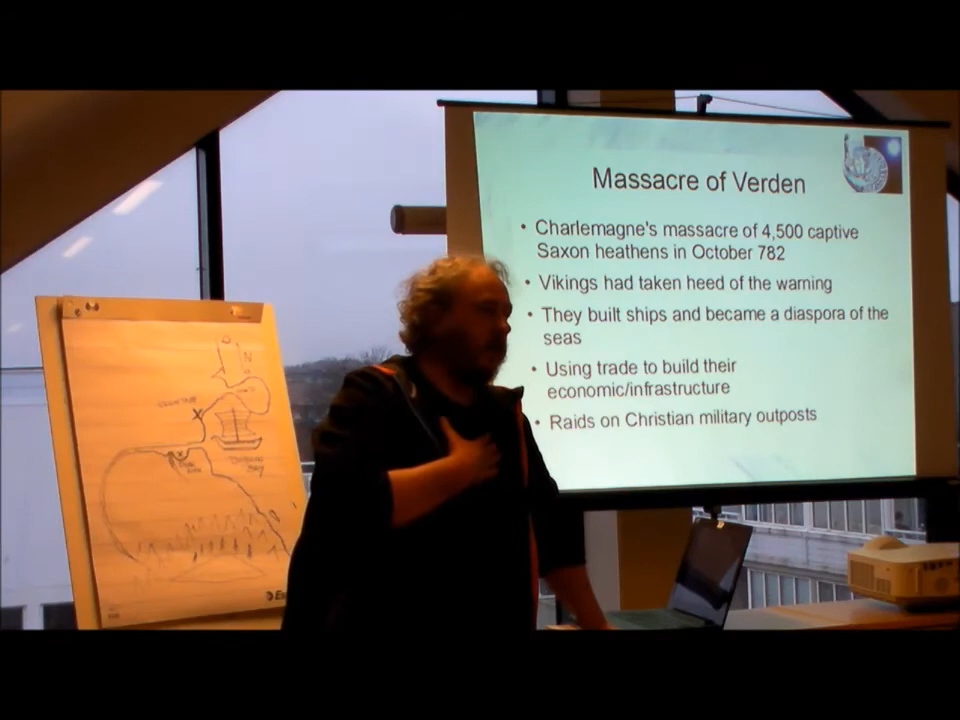 Massacre of Verden
• Charlemagne's massacre of 4,500 captive
Saxon heathens in October 782
• Vikings had taken heed of the warning
• They built ships and became a diaspora of the
seas
• Using trade to build their
economic/infrastructure
• Raids on Christian military outposts
N
X